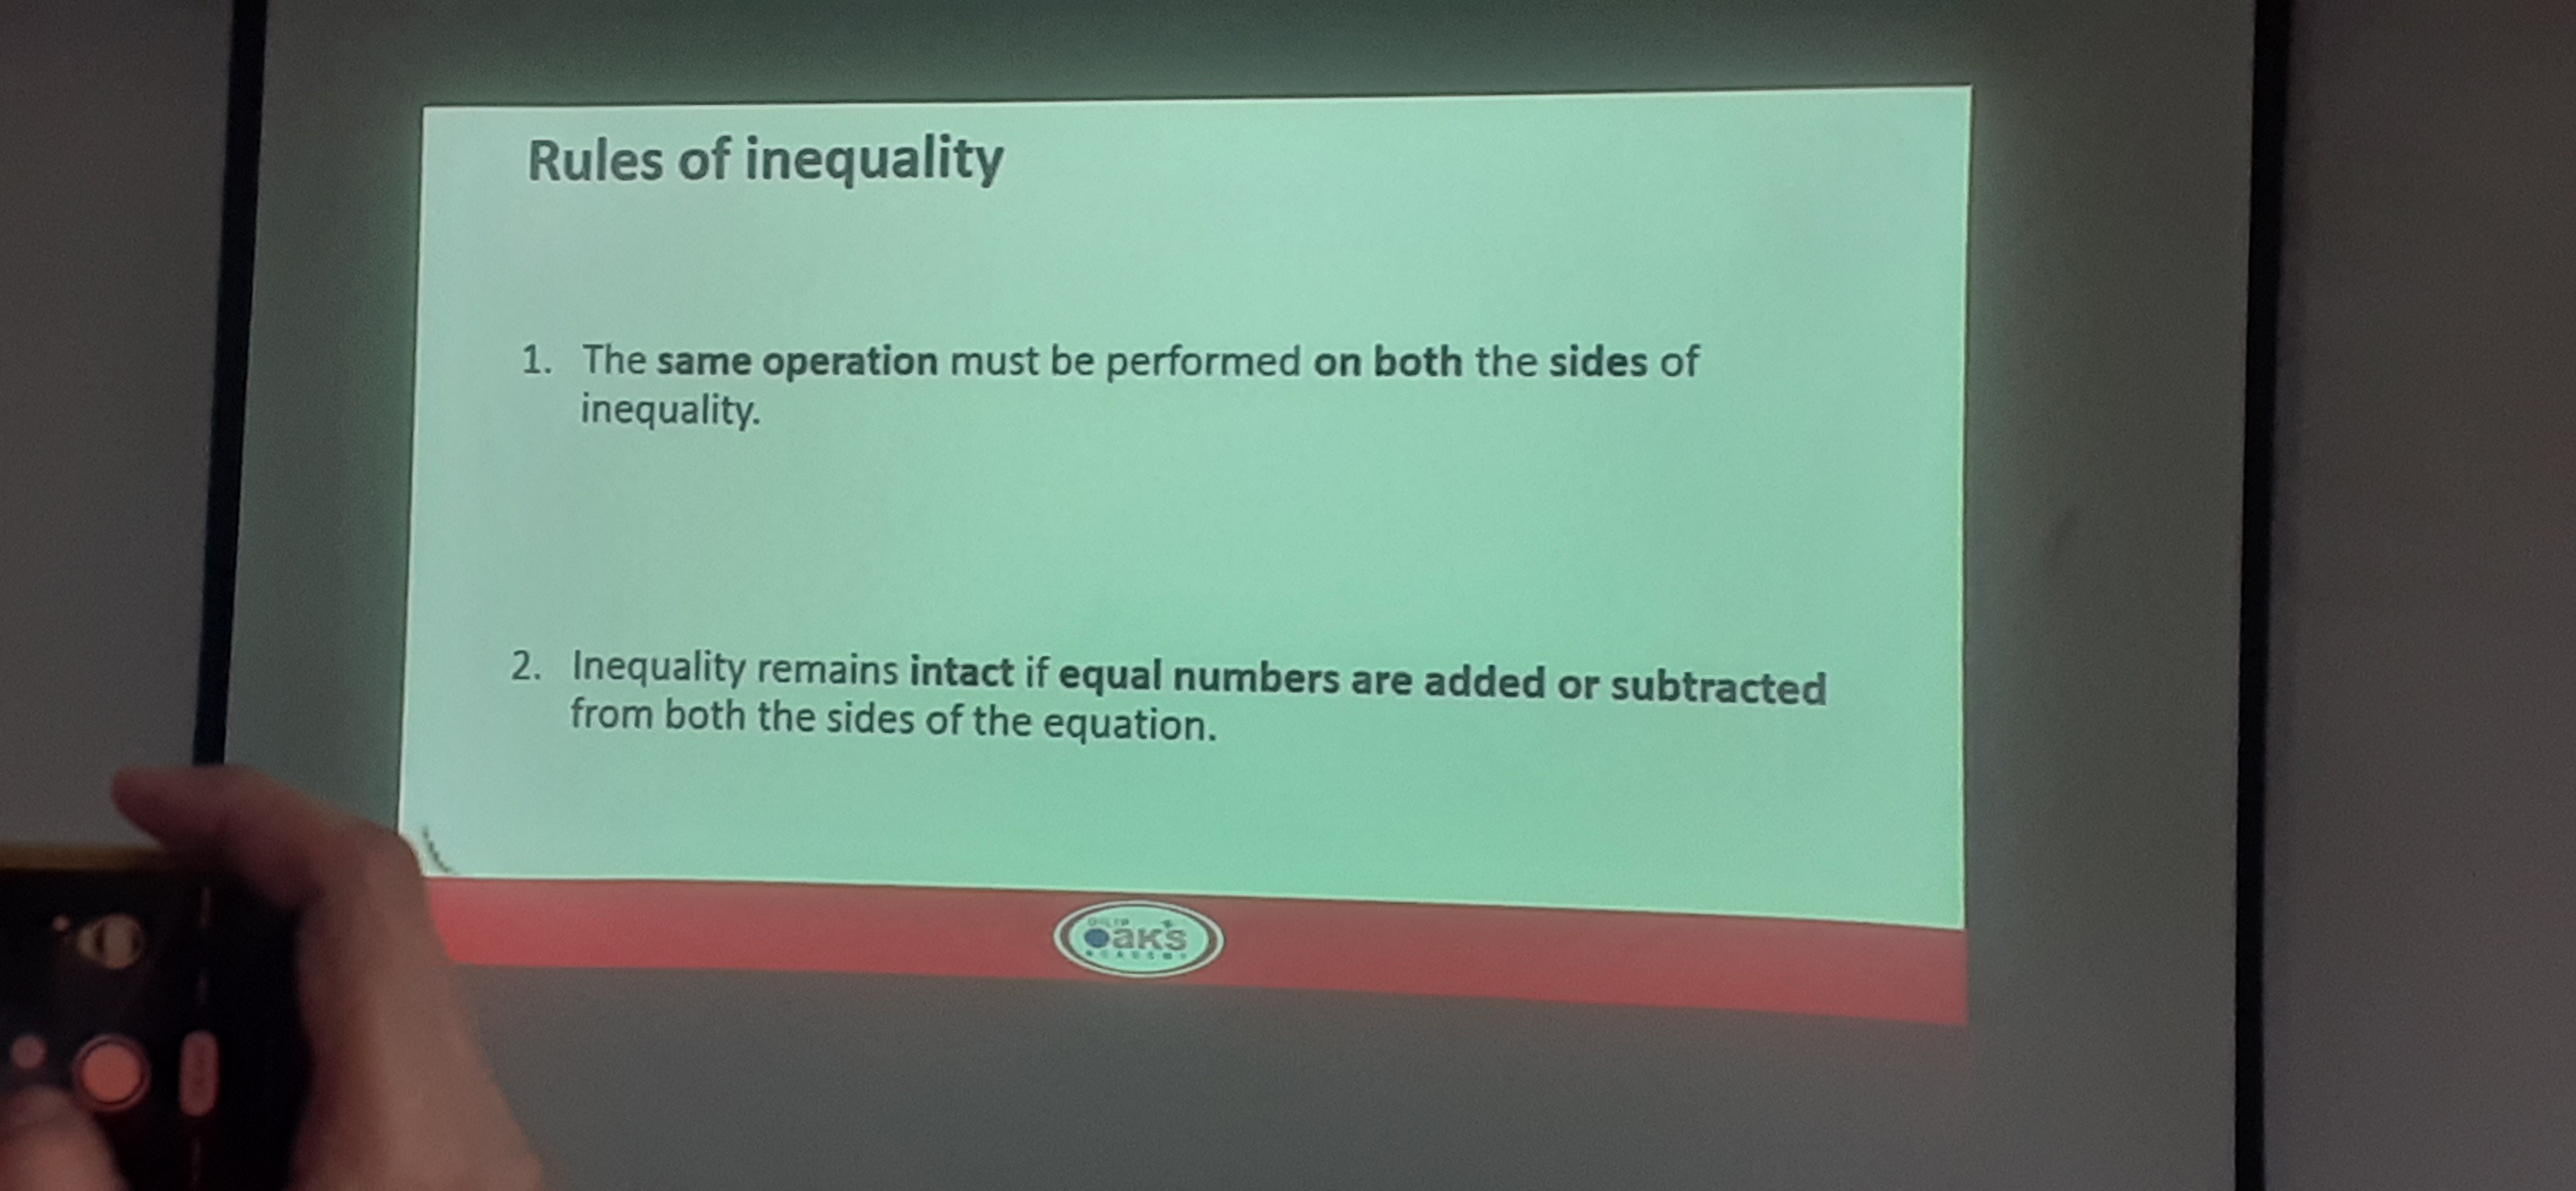 Rules of inequality
1. The same operation must be performed on both the sides of
inequality.
2. Inequality remains intact if equal numbers are added or subtracted
from both the sides of the equation.
Oaks